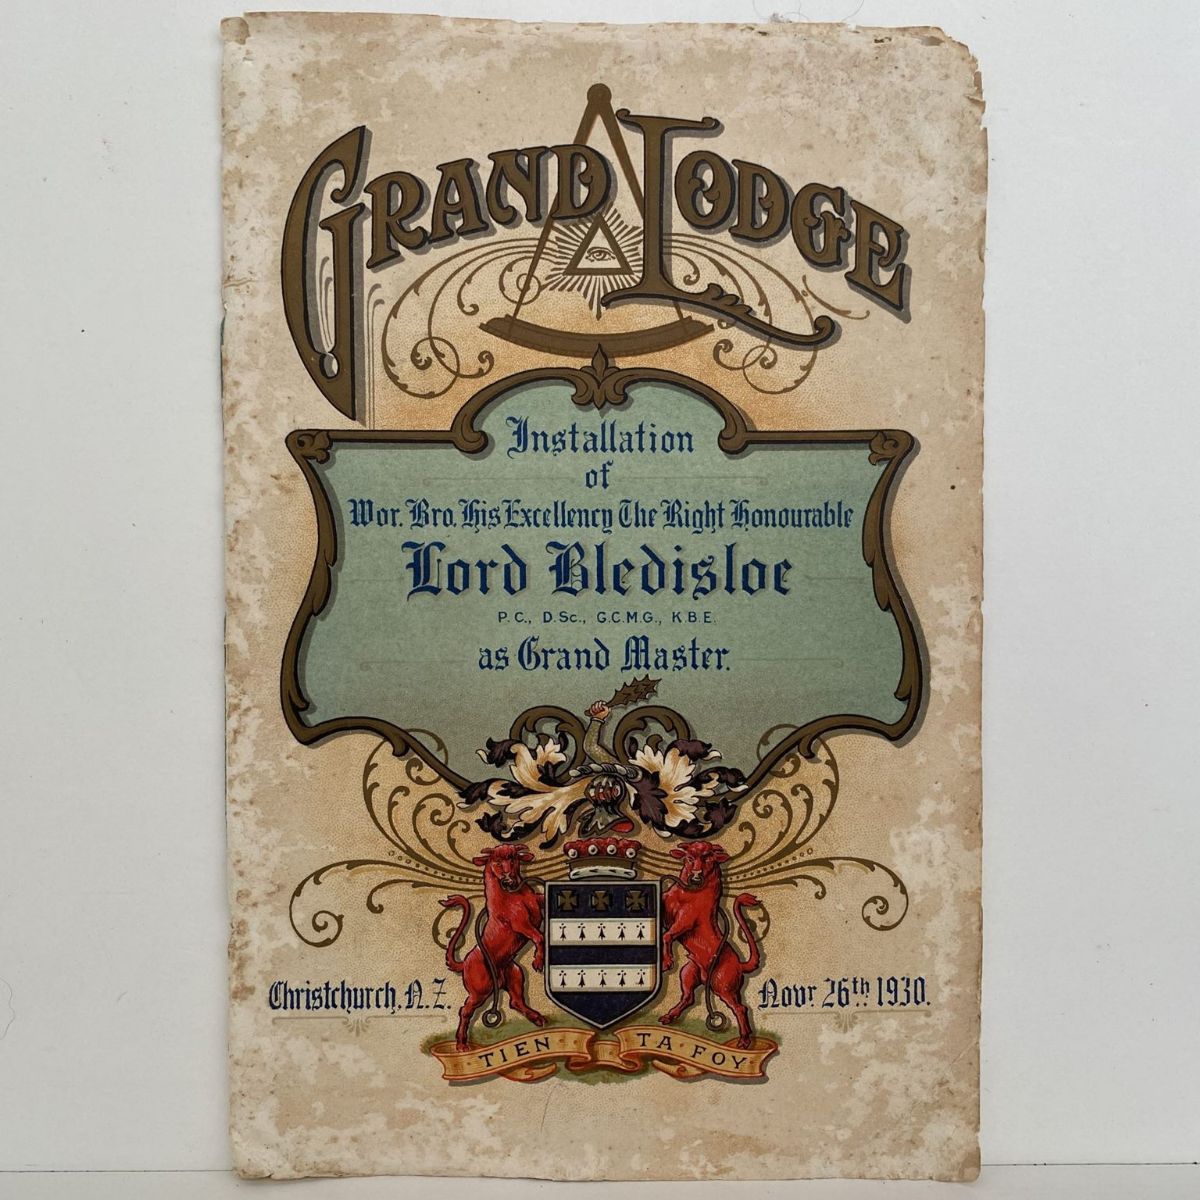 GRAND LODGE
Installation
of
Wor. Bro. His Excellency The Right Honourable
Lord Bledisloe
P.C., D.Sc., G.C.M.G., K.B.E.
as Grand Master.
Christchurch, N.Z. Novr 26th 1930.
TIEN TA FOY